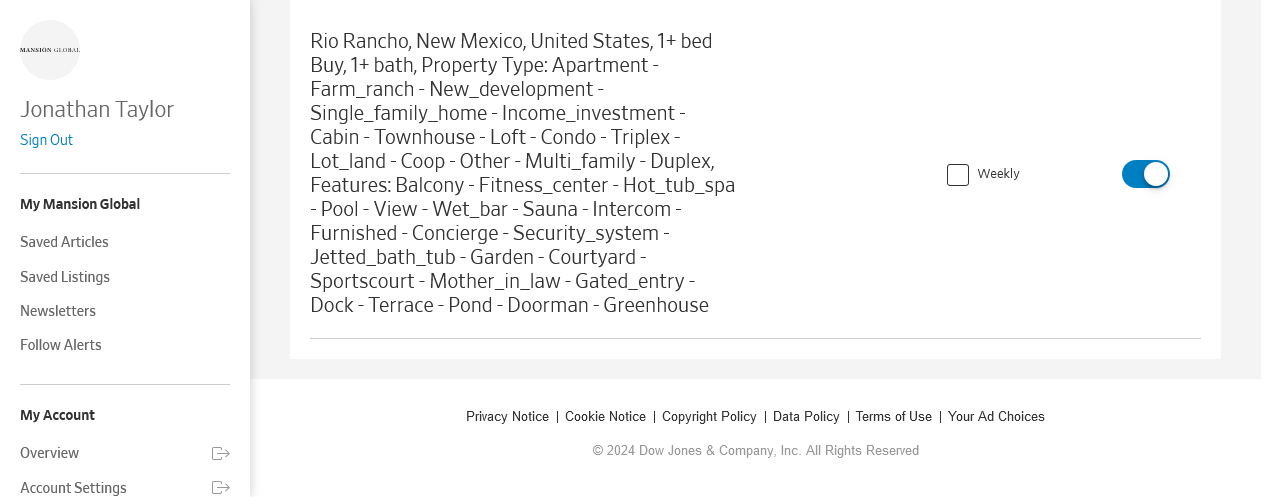 MANSION GLOBAL
Jonathan Taylor
Sign Out
My Mansion Global
Saved Articles
Saved Listings
Newsletters
Follow Alerts
My Account
Overview
Account Settings
Rio Rancho, New Mexico, United States, 1+ bed
Buy, 1+ bath, Property Type: Apartment -
Farm_ranch - New_development -
Single_family_home - Income_investment -
Cabin - Townhouse - Loft - Condo - Triplex -
Lot_land - Coop - Other - Multi_family - Duplex,
Features: Balcony - Fitness_center - Hot_tub_spa
- Pool - View - Wet_bar - Sauna - Intercom -
Furnished - Concierge - Security_system -
Jetted_bath_tub - Garden - Courtyard -
Sportscourt - Mother_in_law - Gated_entry -
Dock - Terrace - Pond - Doorman - Greenhouse
Weekly
Privacy Notice | Cookie Notice | Copyright Policy | Data Policy | Terms of Use | Your Ad Choices
© 2024 Dow Jones & Company, Inc. All Rights Reserved